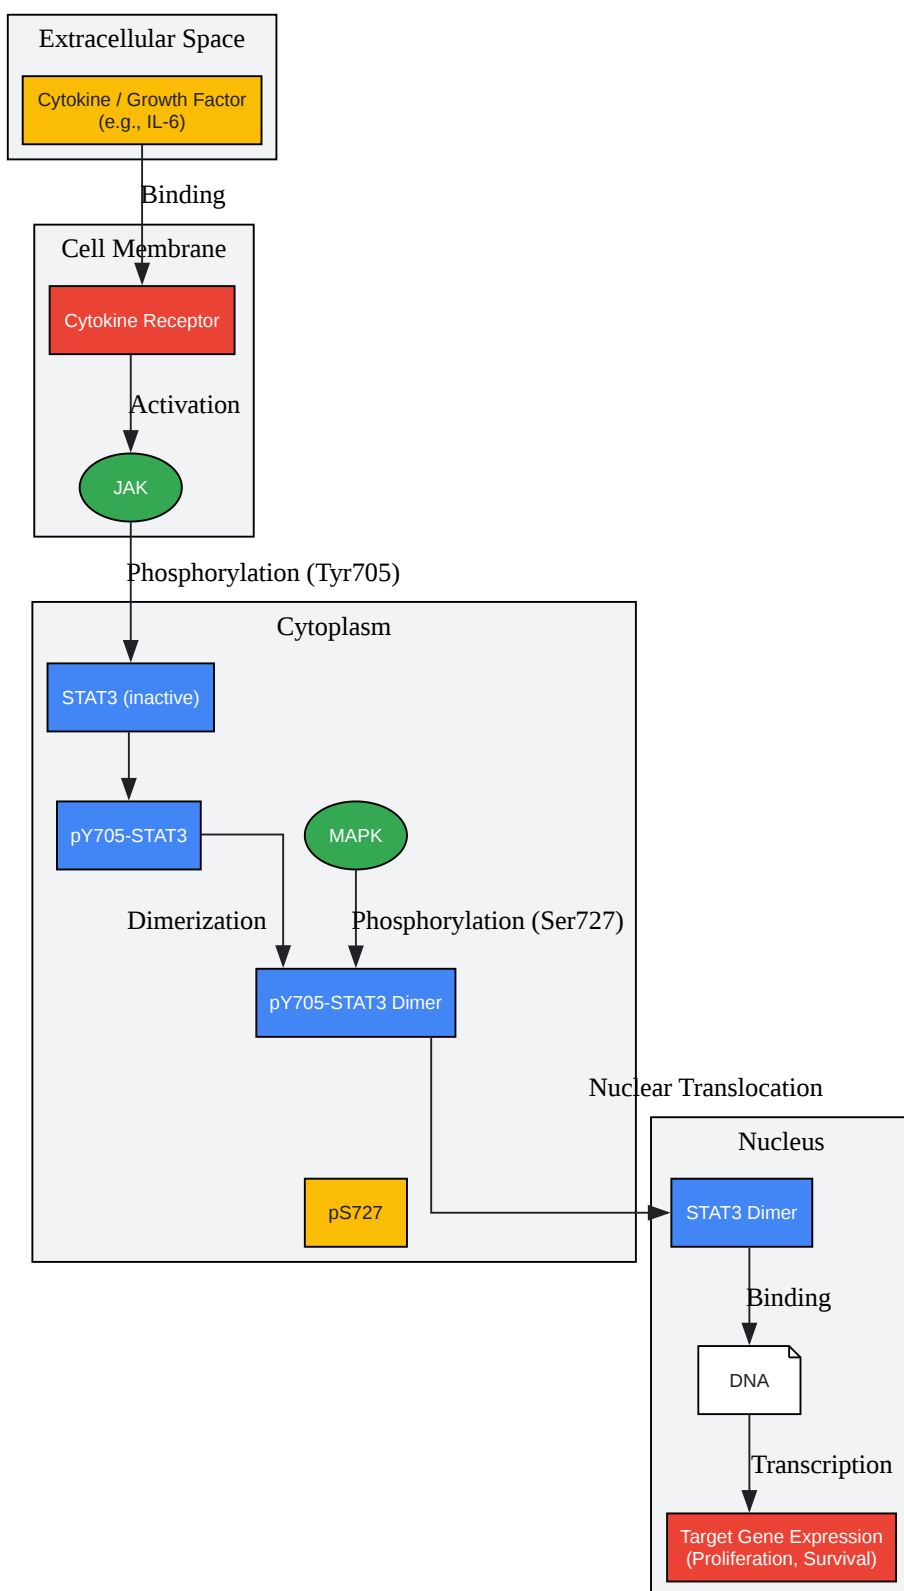 Extracellular Space
Cytokine / Growth Factor
(e.g., IL-6)
Binding
Cell Membrane
Cytokine Receptor
Activation
JAK
Phosphorylation (Tyr705)
Cytoplasm
STAT3 (inactive)
pY705-STAT3
MAPK
Dimerization
Phosphorylation (Ser727)
pY705-STAT3 Dimer
Nuclear Translocation
Nucleus
pS727
STAT3 Dimer
Binding
DNA
Transcription
Target Gene Expression
(Proliferation, Survival)